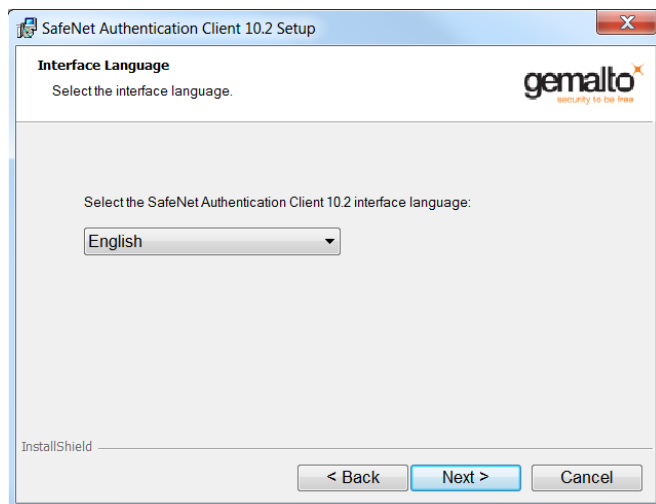 SafeNet Authentication Client 10.2 Setup
X
Interface Language
Select the interface language.
gemalto
security to be free
Select the SafeNet Authentication Client 10.2 interface language:
English
InstallShield
< Back
Next >
Cancel